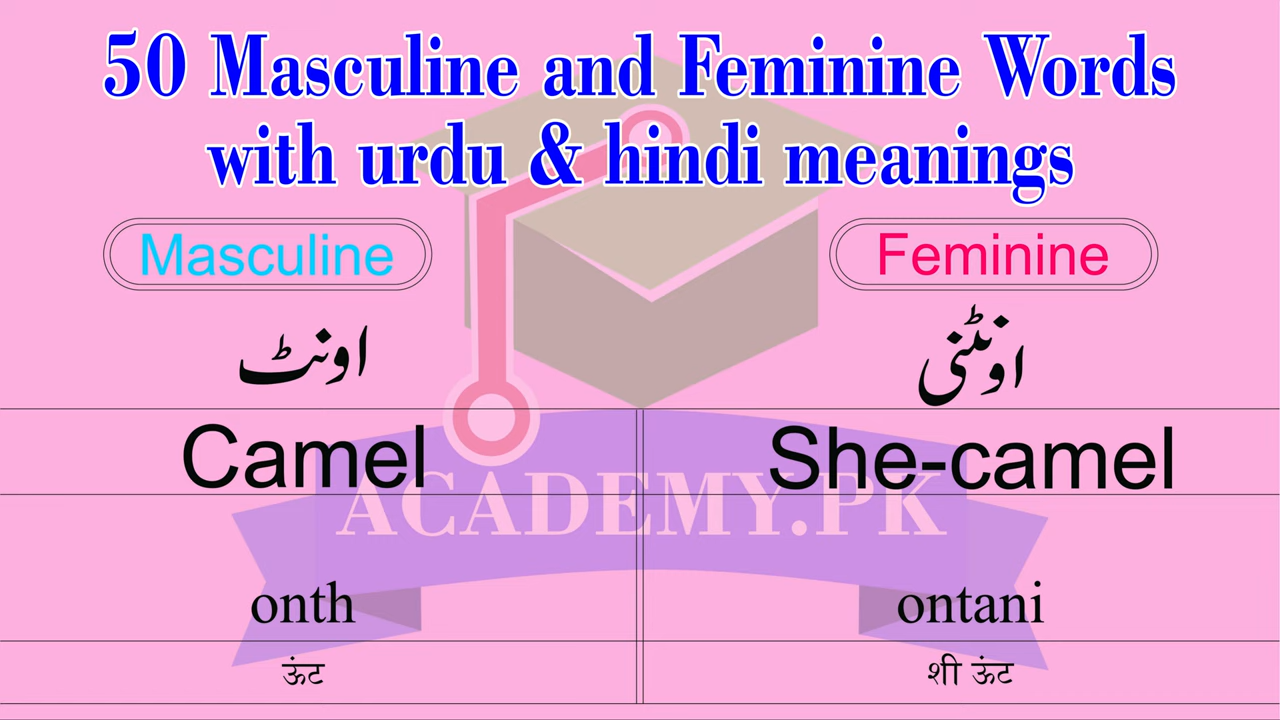 50 Masculine and Feminine Words
with urdu & hindi meanings
Masculine Feminine
اونٹ اونٹنی
Camel She-camel
ACADEMY.PK
onth ontani
ऊंट शी ऊंट